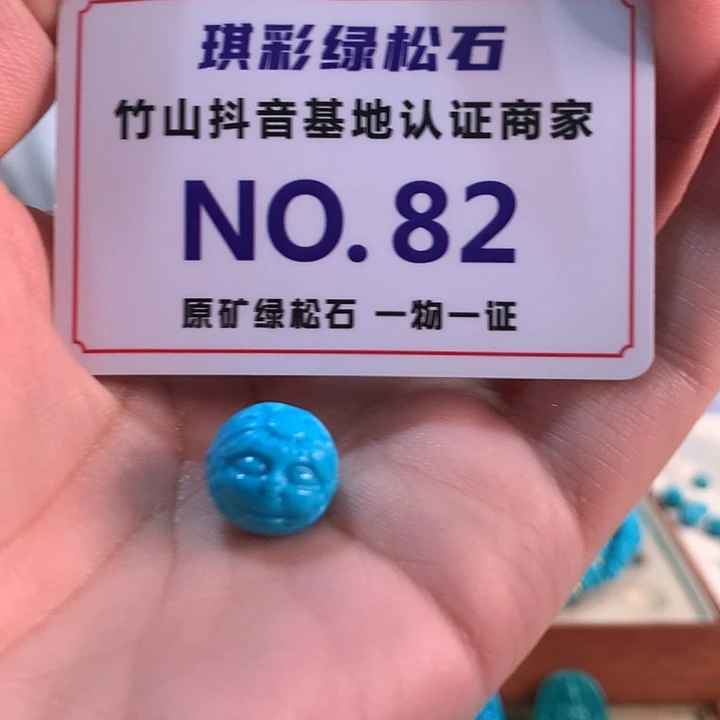 琪彩绿松石
竹山抖音基地认证商家
NO.82
原矿绿松石 一物一证